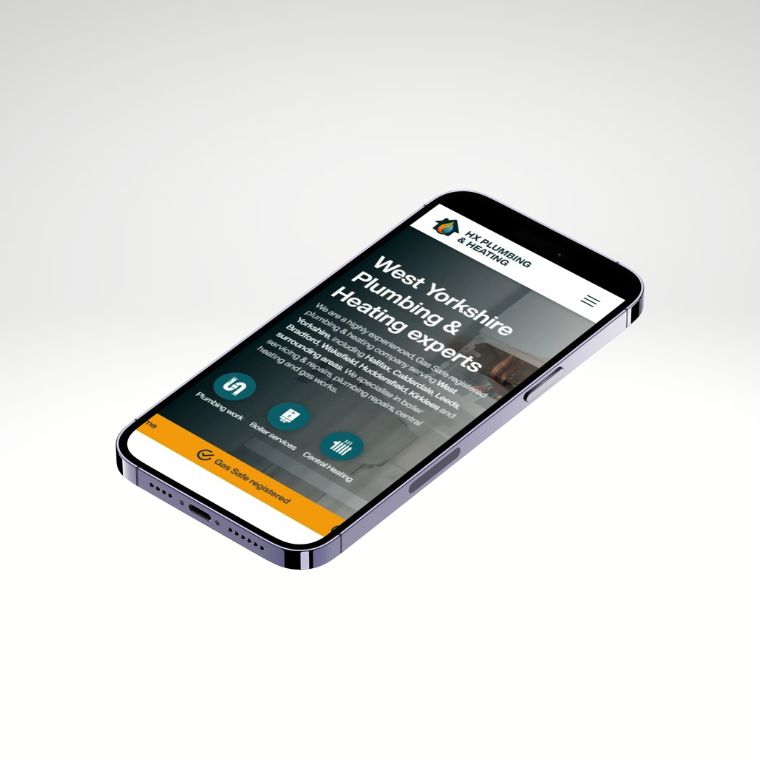 HX PLUMBING
& HEATING
West Yorkshire
Plumbing &
Heating experts
We are a highly experienced, Gas Safe registered
plumbing & heating company serving West
Yorkshire, including Halifax, Calderdale, Leeds,
Bradford, Wakefield, Huddersfield, Kirklees and
surrounding areas. We specialise in boiler
servicing & repairs, plumbing repairs, central
heating and gas works.
Plumbing work
Boiler services
Central Heating
Gas Safe registered